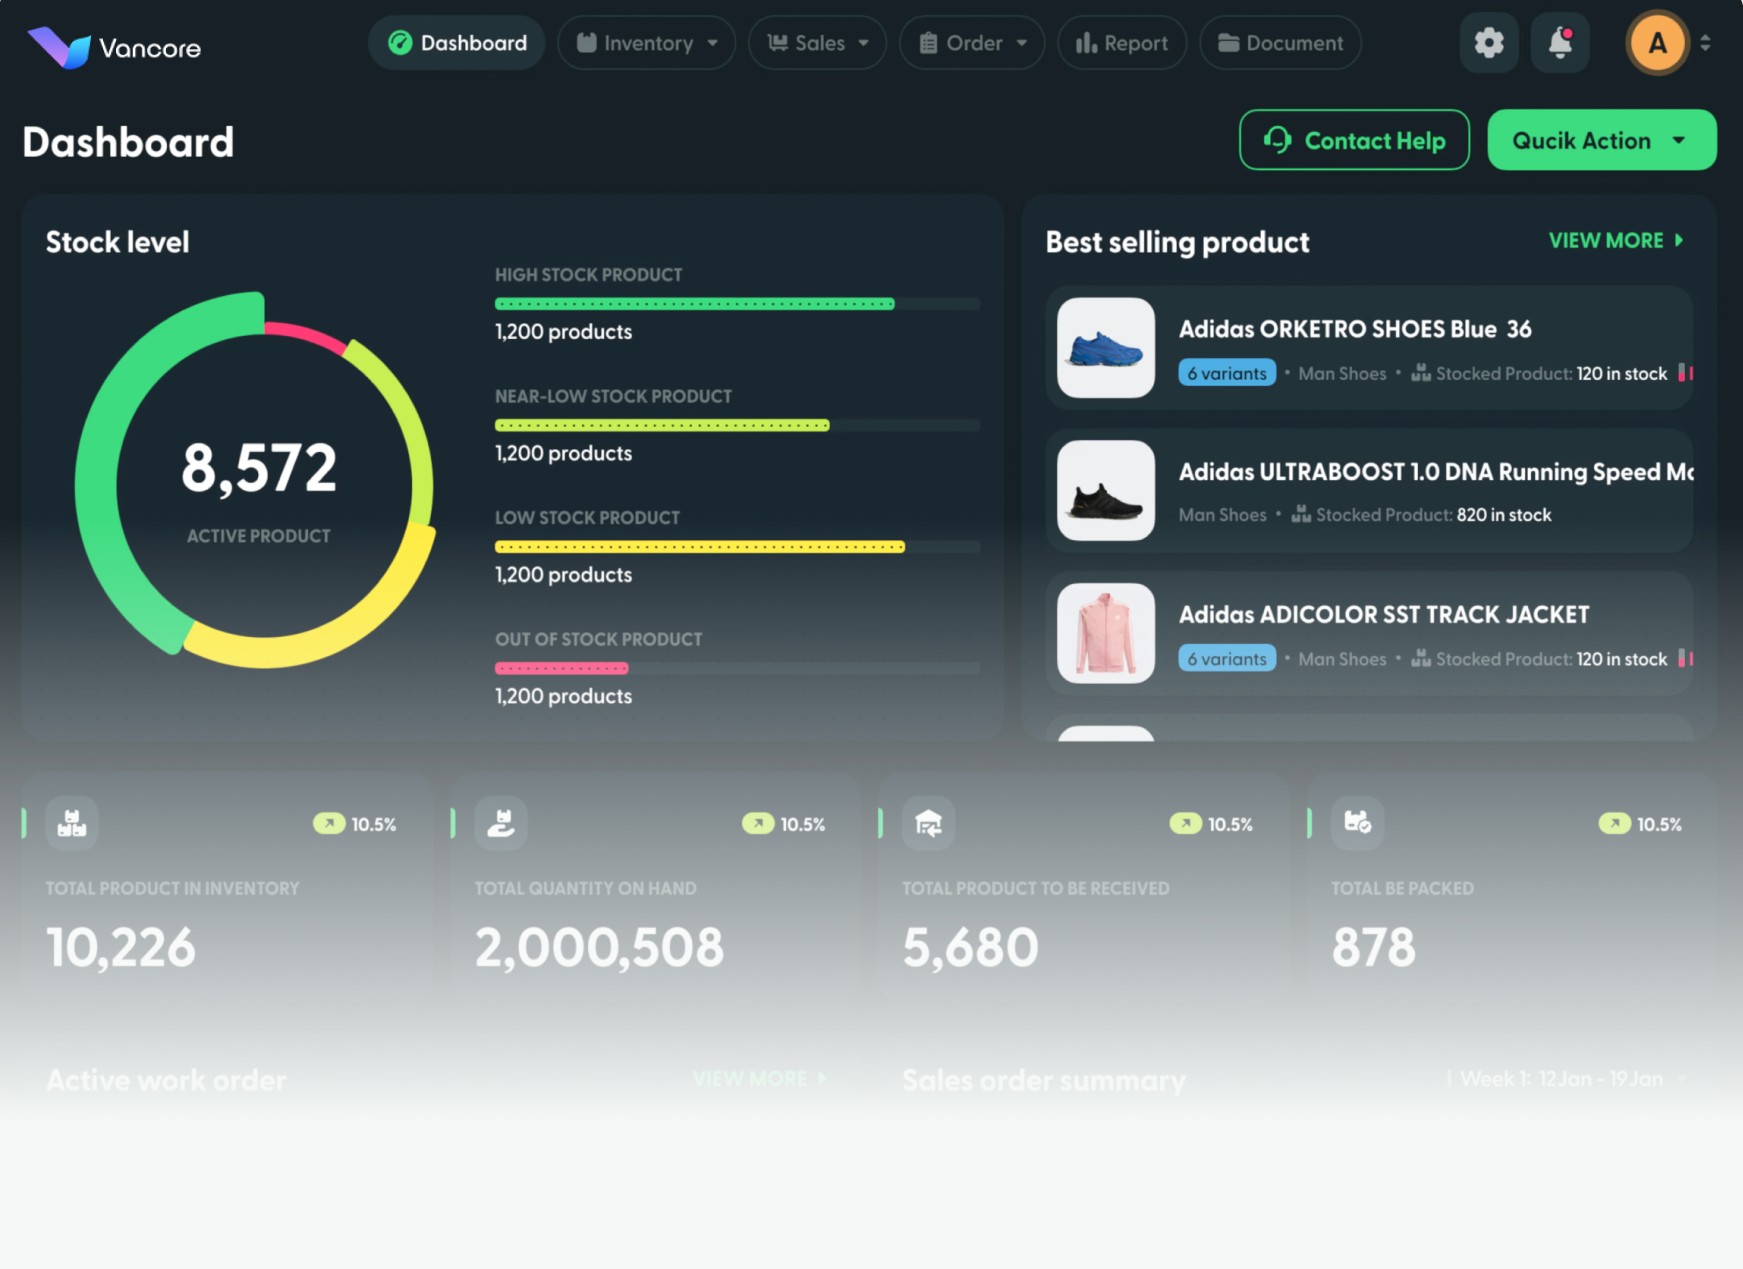 Vancore
Dashboard
Inventory
Sales
Order
Report
Document
A
Dashboard
Contact Help
Qucik Action
Stock level
8,572
ACTIVE PRODUCT
HIGH STOCK PRODUCT
1,200 products
NEAR-LOW STOCK PRODUCT
1,200 products
LOW STOCK PRODUCT
1,200 products
OUT OF STOCK PRODUCT
1,200 products
Best selling product
VIEW MORE
Adidas ORKETRO SHOES Blue 36
6 variants • Man Shoes • Stocked Product: 120 in stock
Adidas ULTRABOOST 1.0 DNA Running Speed Mo
Man Shoes • Stocked Product: 820 in stock
Adidas ADICOLOR SST TRACK JACKET
6 variants • Man Shoes • Stocked Product: 120 in stock
10.5%
TOTAL PRODUCT IN INVENTORY
10,226
10.5%
TOTAL QUANTITY ON HAND
2,000,508
10.5%
TOTAL PRODUCT TO BE RECEIVED
5,680
10.5%
TOTAL BE PACKED
878
Active work order
VIEW MORE
Sales order summary
Week 1: 12Jan - 19Jan